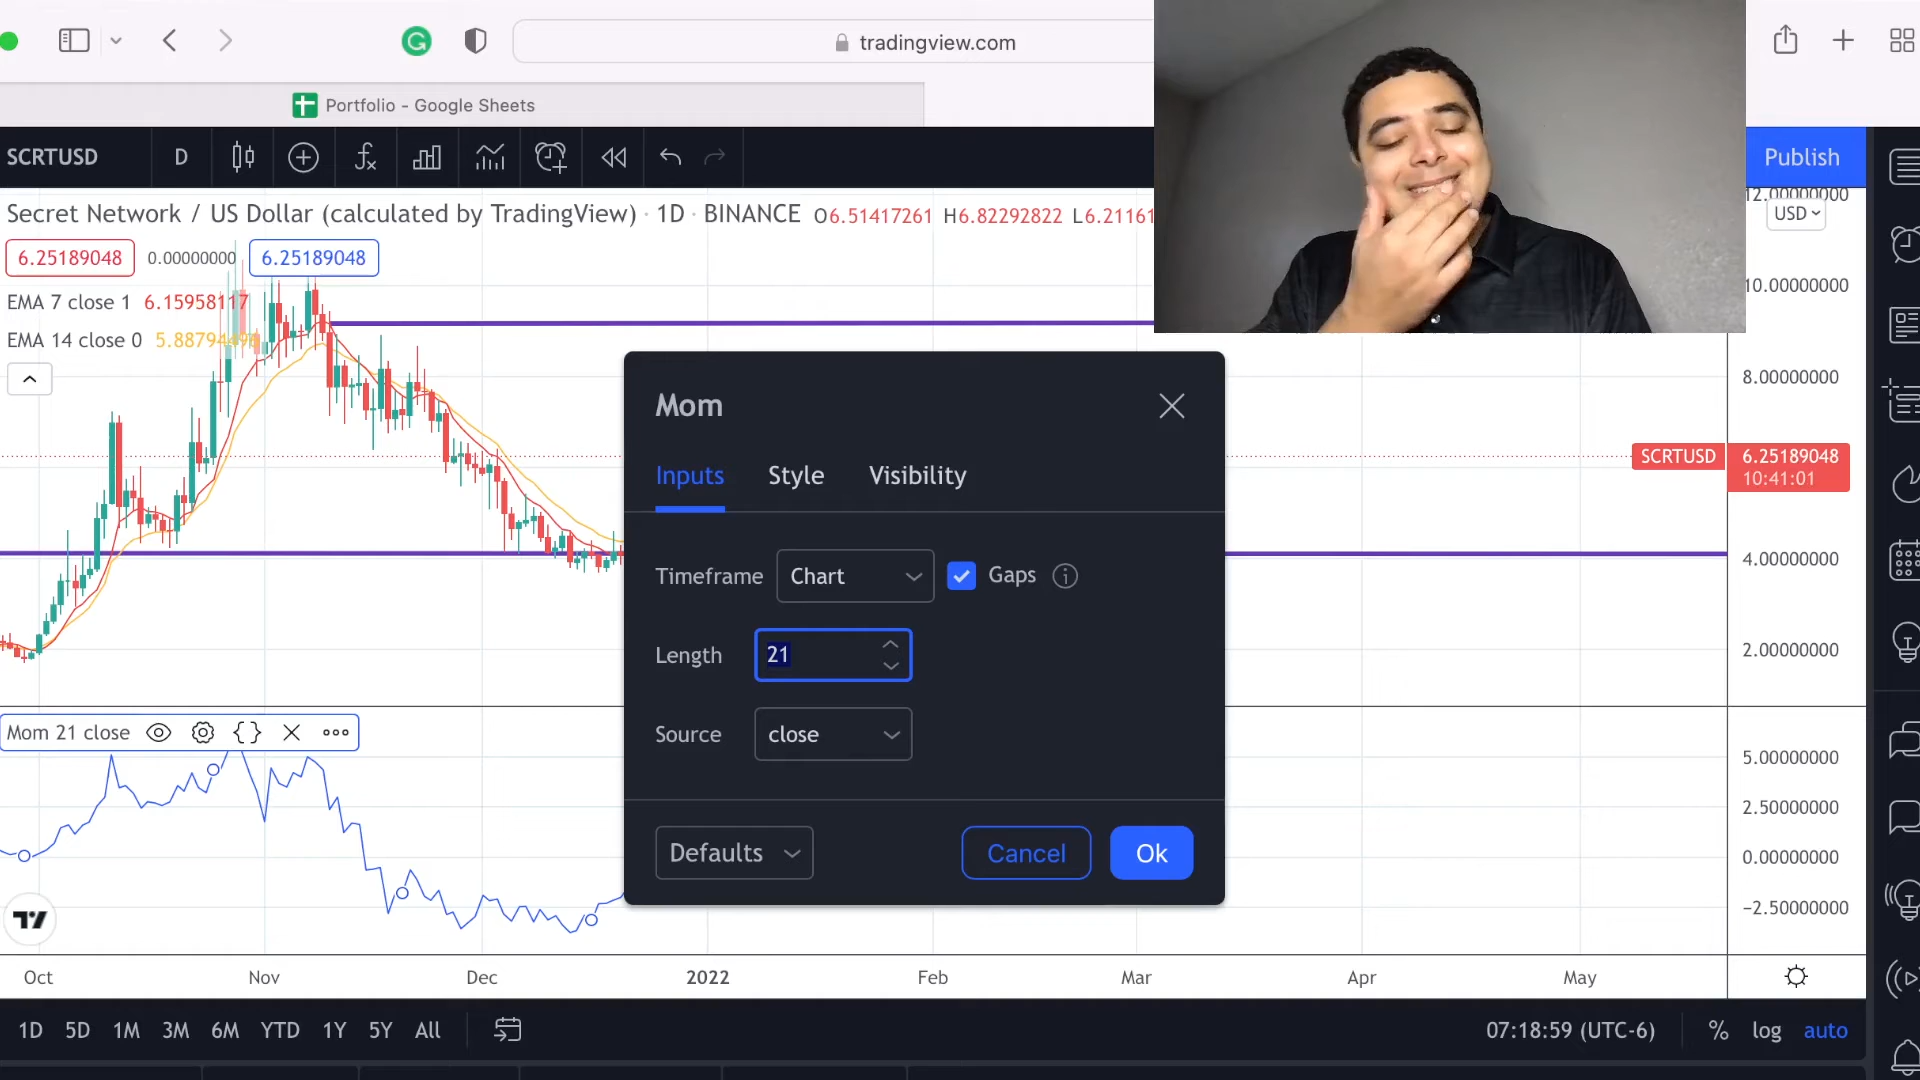 tradingview.com
Portfolio - Google Sheets
SCRTUSD D
Publish
Secret Network / US Dollar (calculated by TradingView) · 1D · BINANCE O6.51417261 H6.82292822 L6.21161
12.00000000
USD
6.25189048 0.00000000 6.25189048
10.00000000
EMA 7 close 1 6.15958117
EMA 14 close 0
8.00000000
Mom
SCRTUSD 6.25189048
10:41:01
Inputs Style Visibility
4.00000000
Timeframe Chart Gaps
Length 21
2.00000000
Source close
Mom 21 close
5.00000000
2.50000000
Defaults Cancel Ok
0.00000000
−2.50000000
Oct Nov Dec 2022 Feb Mar Apr May
1D 5D 1M 3M 6M YTD 1Y 5Y All
07:18:59 (UTC-6) % log auto